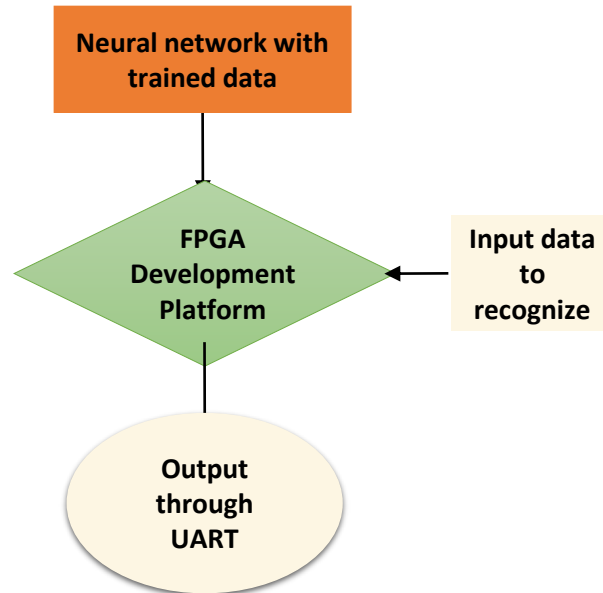 Neural network with
trained data
FPGA
Development
Platform
Input data
to
recognize
Output
through
UART